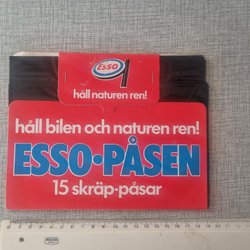 Esso
håll naturen ren!
håll bilen och naturen ren!
ESSO•PÅSEN
15 skräp-påsar